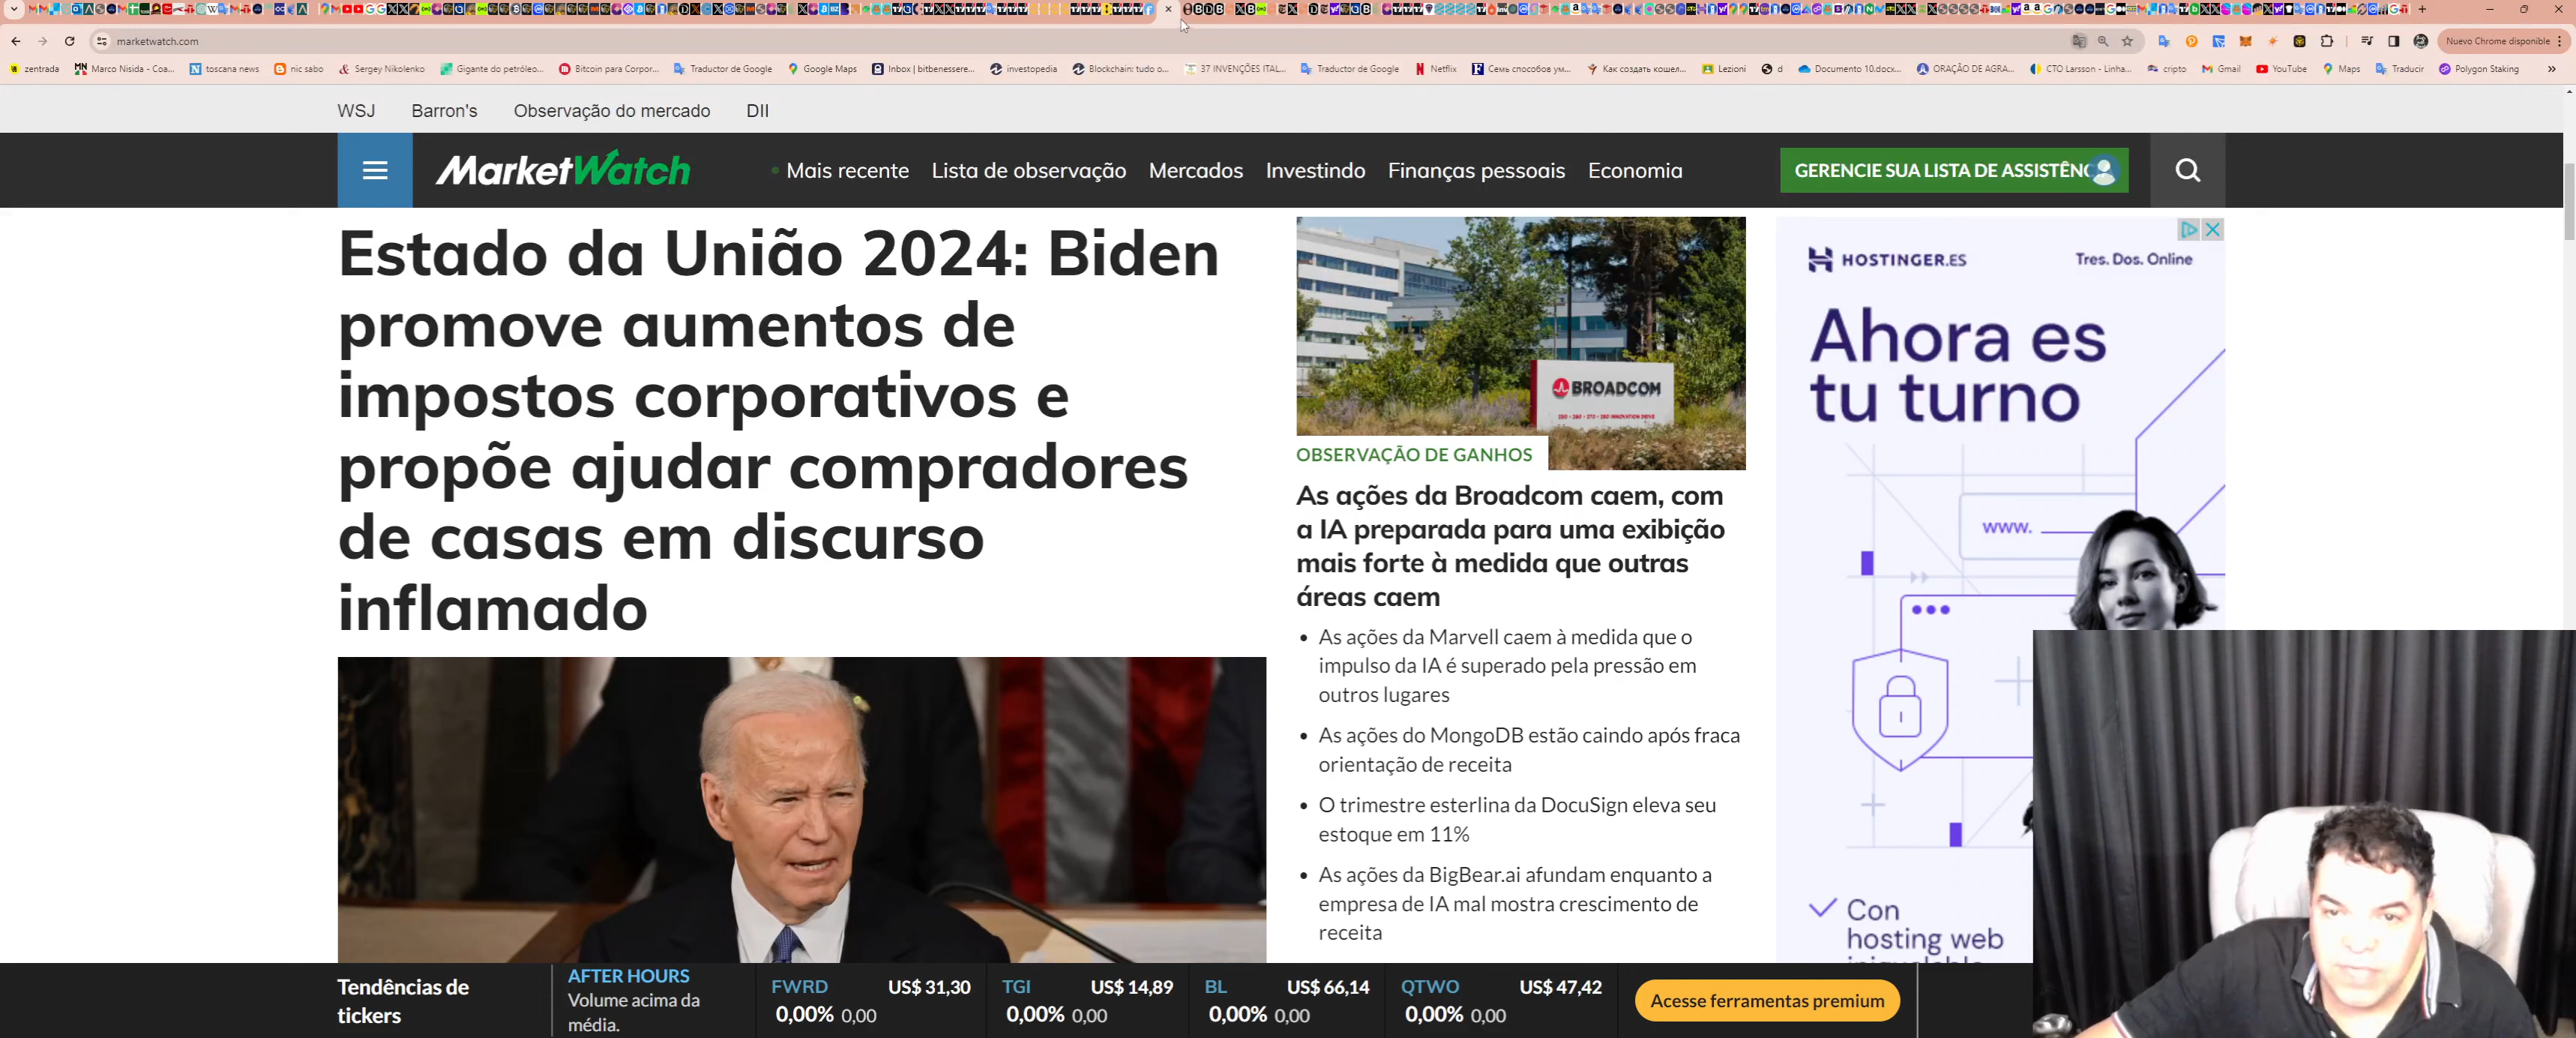 marketwatch.com
Nuevo Chrome disponible
zentrada
Marco Nisida - Coa...
toscana news
nic sabo
Sergey Nikolenko
Gigante do petróleo...
Bitcoin para Corpor...
Traductor de Google
Google Maps
Inbox | bitbenessere...
investopedia
Blockchain: tudo o...
37 INVENÇÕES ITAL...
Traductor de Google
Netflix
Семь способов ум...
Как создать кошел...
Lezioni
d
Documento 10.docx...
ORAÇÃO DE AGRA...
CTO Larsson - Linha...
cripto
Gmail
YouTube
Maps
Traducir
Polygon Staking
WSJ
Barron's
Observação do mercado
DII
MarketWatch
Mais recente
Lista de observação
Mercados
Investindo
Finanças pessoais
Economia
GERENCIE SUA LISTA DE ASSISTÊNC
Estado da União 2024: Biden
promove aumentos de
impostos corporativos e
propõe ajudar compradores
de casas em discurso
inflamado
BROADCOM
OBSERVAÇÃO DE GANHOS
As ações da Broadcom caem, com
a IA preparada para uma exibição
mais forte à medida que outras
áreas caem
As ações da Marvell caem à medida que o
impulso da IA é superado pela pressão em
outros lugares
As ações do MongoDB estão caindo após fraca
orientação de receita
O trimestre esterlina da DocuSign eleva seu
estoque em 11%
As ações da BigBear.ai afundam enquanto a
empresa de IA mal mostra crescimento de
receita
HOSTINGER.ES
Tres. Dos. Online
Ahora es
tu turno
www.
Con
hosting web
Tendências de
tickers
AFTER HOURS
Volume acima da
média.
FWRD US$ 31,30
0,00% 0,00
TGI US$ 14,89
0,00% 0,00
BL US$ 66,14
0,00% 0,00
QTWO US$ 47,42
0,00% 0,00
Acesse ferramentas premium